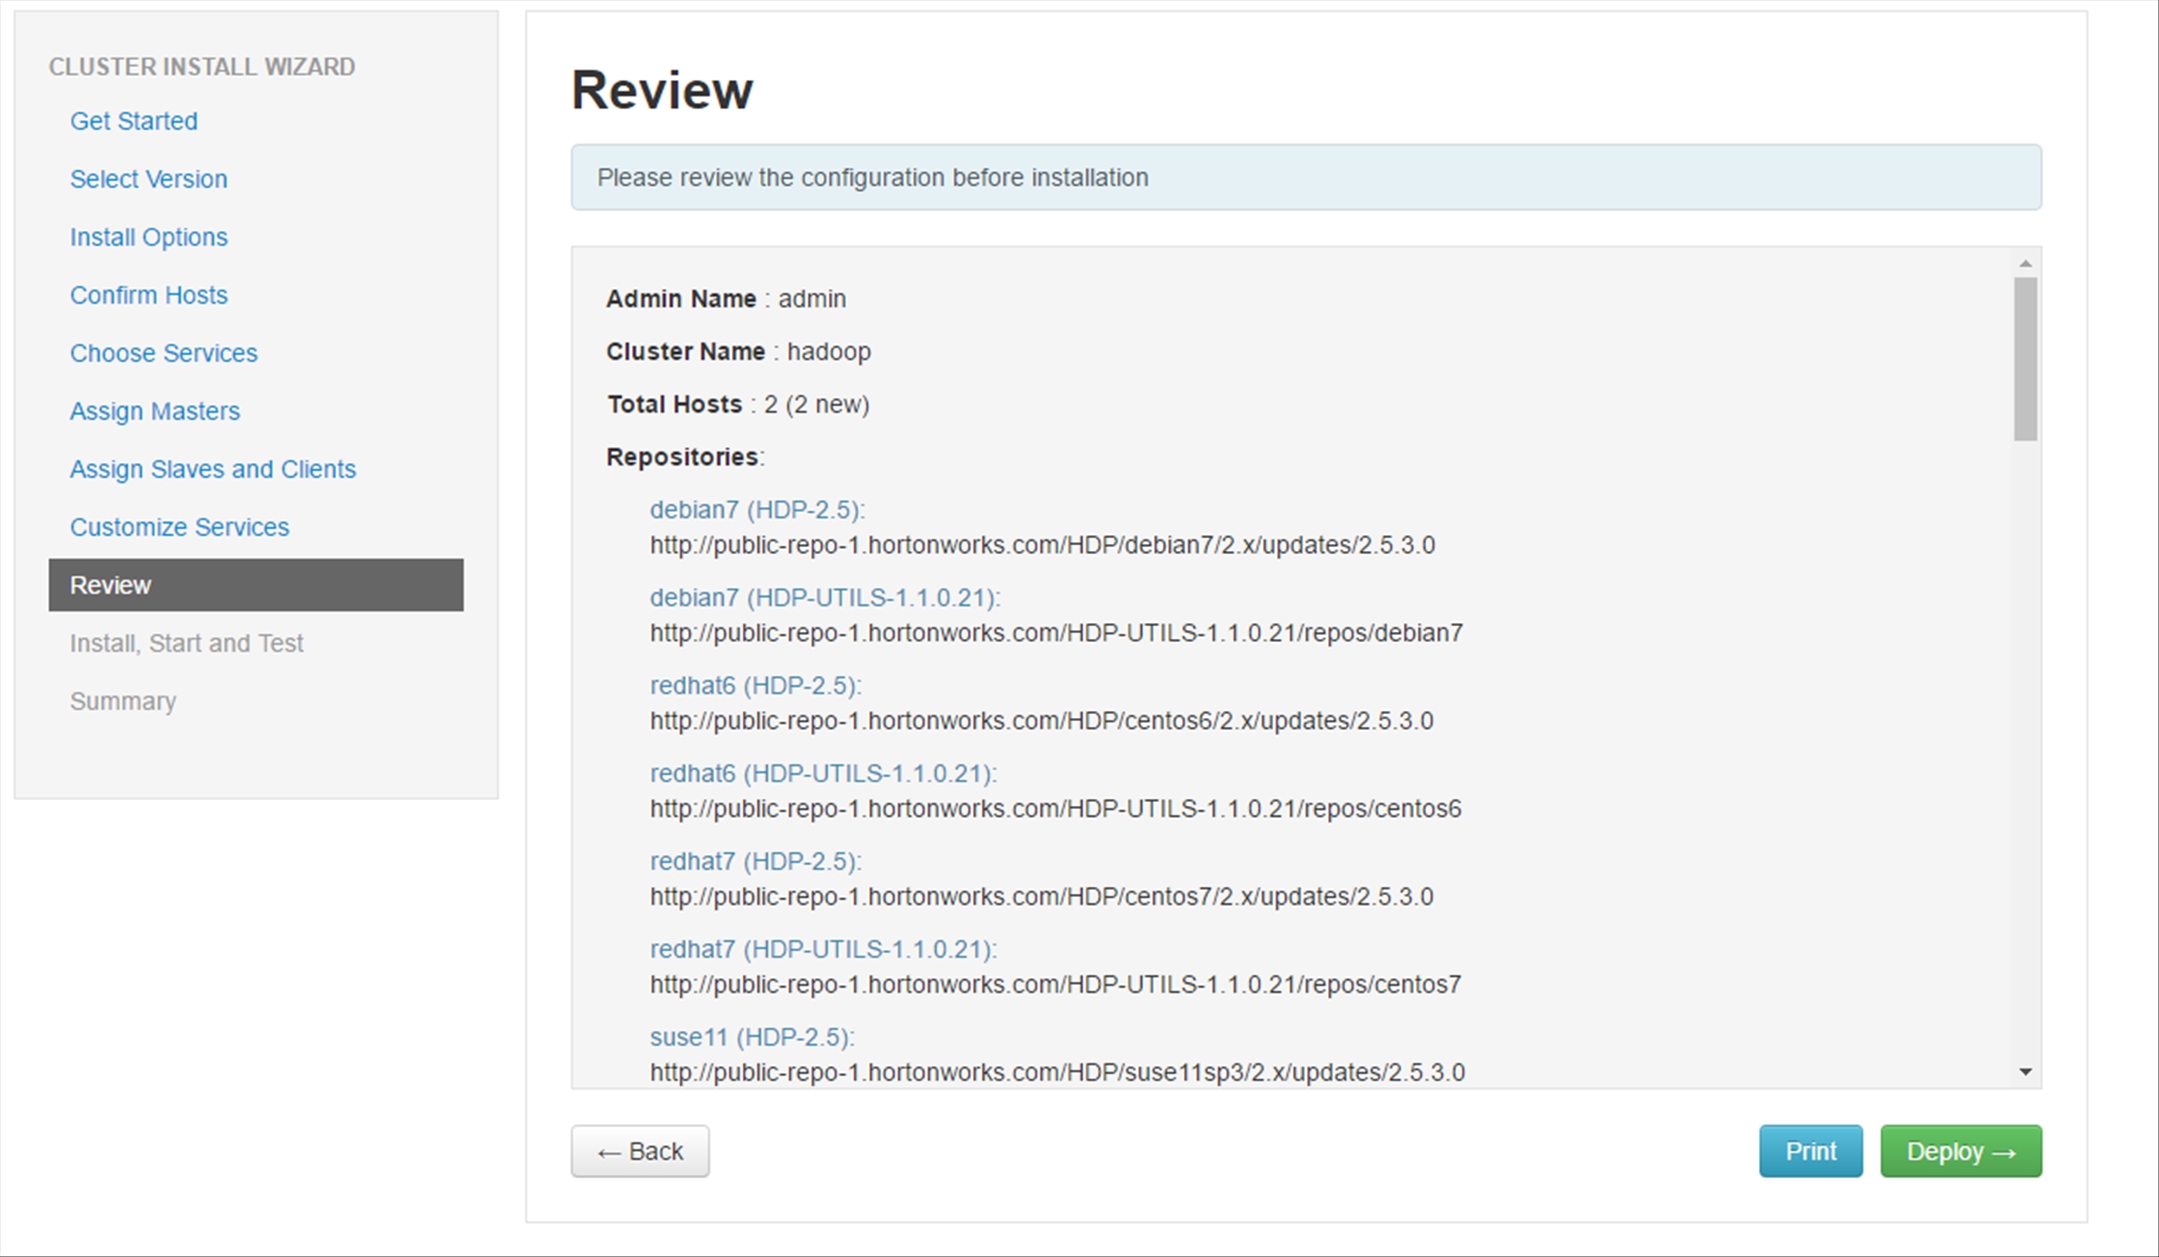 CLUSTER INSTALL WIZARD
Get Started
Select Version
Install Options
Confirm Hosts
Choose Services
Assign Masters
Assign Slaves and Clients
Customize Services
Review
Install, Start and Test
Summary
Review
Please review the configuration before installation
Admin Name : admin
Cluster Name : hadoop
Total Hosts : 2 (2 new)
Repositories:
debian7 (HDP-2.5):
http://public-repo-1.hortonworks.com/HDP/debian7/2.x/updates/2.5.3.0
debian7 (HDP-UTILS-1.1.0.21):
http://public-repo-1.hortonworks.com/HDP-UTILS-1.1.0.21/repos/debian7
redhat6 (HDP-2.5):
http://public-repo-1.hortonworks.com/HDP/centos6/2.x/updates/2.5.3.0
redhat6 (HDP-UTILS-1.1.0.21):
http://public-repo-1.hortonworks.com/HDP-UTILS-1.1.0.21/repos/centos6
redhat7 (HDP-2.5):
http://public-repo-1.hortonworks.com/HDP/centos7/2.x/updates/2.5.3.0
redhat7 (HDP-UTILS-1.1.0.21):
http://public-repo-1.hortonworks.com/HDP-UTILS-1.1.0.21/repos/centos7
suse11 (HDP-2.5):
http://public-repo-1.hortonworks.com/HDP/suse11sp3/2.x/updates/2.5.3.0
← Back
Print
Deploy →